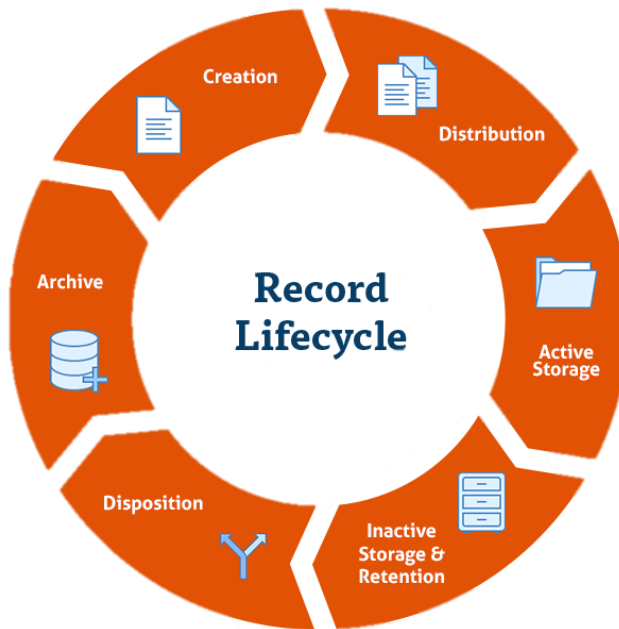 Record
Lifecycle
Creation
Distribution
Active
Storage
Inactive
Storage &
Retention
Disposition
Archive